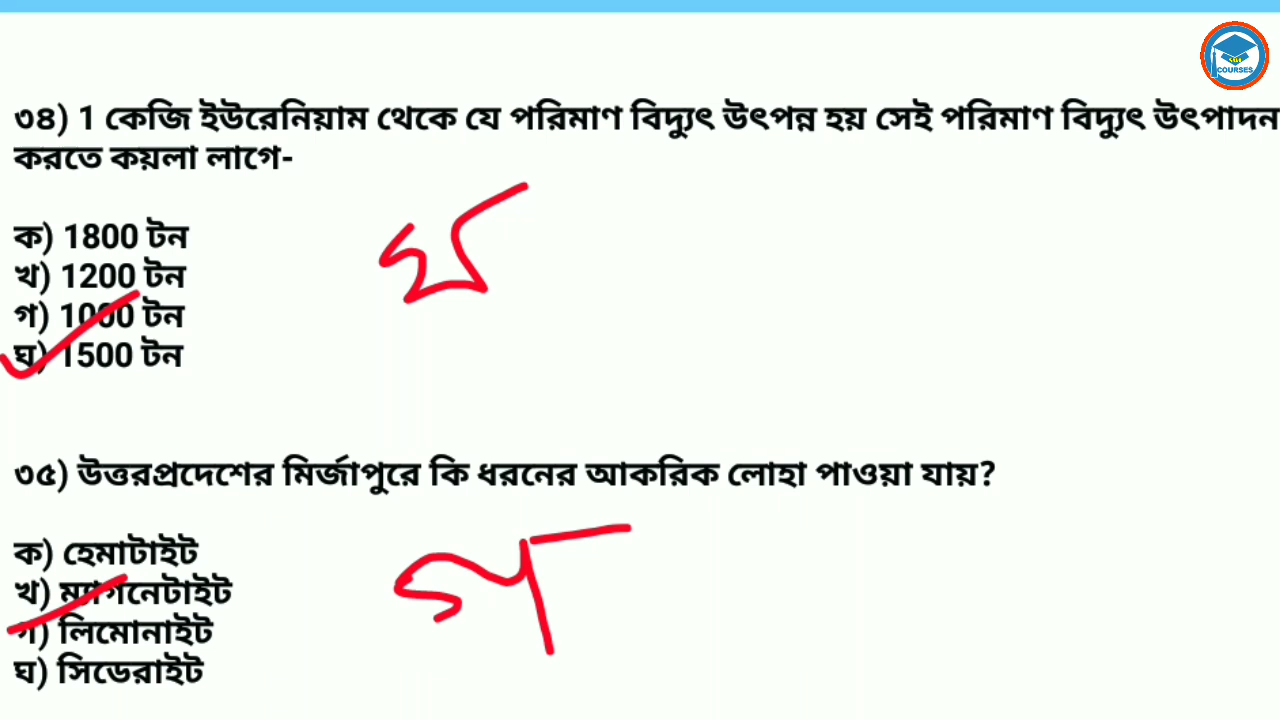 COURSES
৩৪) 1 কেজি ইউরেনিয়াম থেকে যে পরিমাণ বিদ্যুৎ উৎপন্ন হয় সেই পরিমাণ বিদ্যুৎ উৎপাদন
করতে কয়লা লাগে-
ক) 1800 টন
খ) 1200 টন
গ) 1000 টন
ঘ) 1500 টন
ঘ
৩৫) উত্তরপ্রদেশের মির্জাপুরে কি ধরনের আকরিক লোহা পাওয়া যায়?
ক) হেমাটাইট
খ) ম্যাগনেটাইট
গ) লিমোনাইট
ঘ) সিডেরাইট
গ